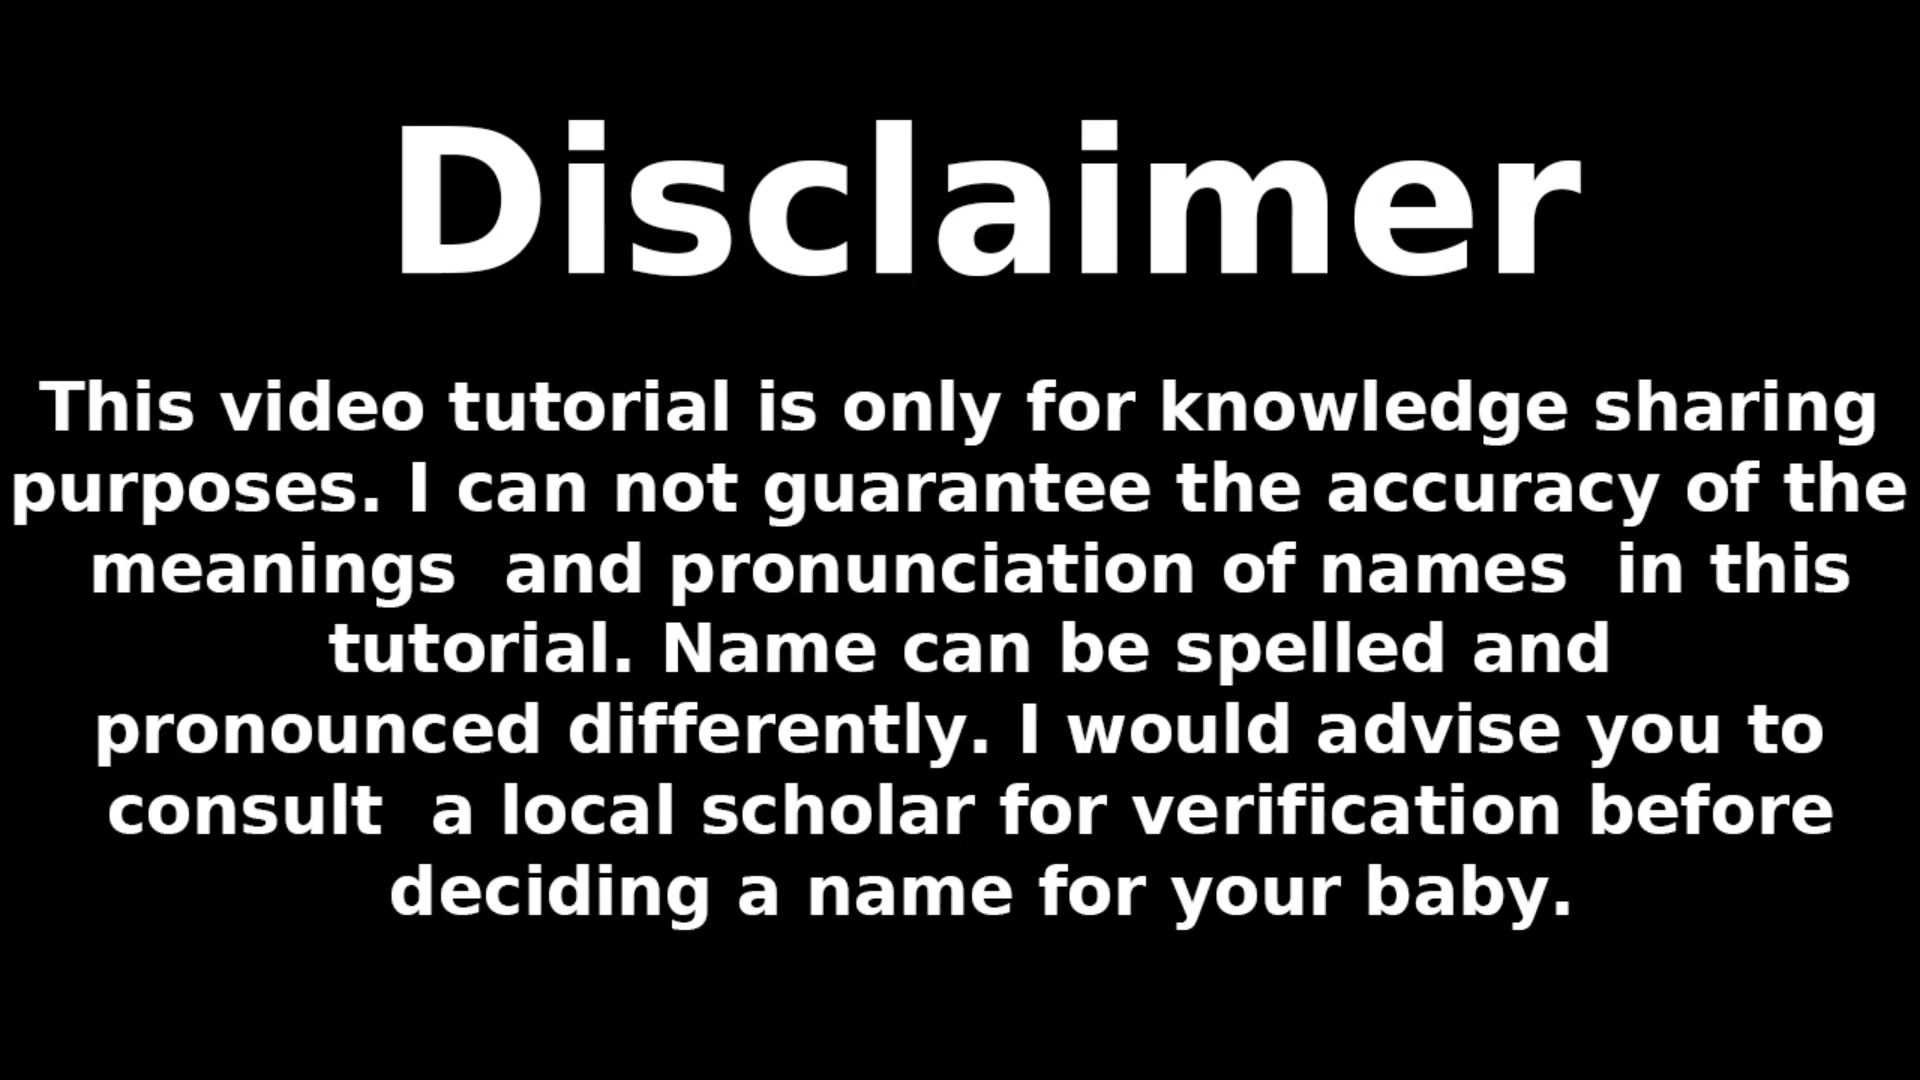 Disclaimer
This video tutorial is only for knowledge sharing
purposes. I can not guarantee the accuracy of the
meanings  and pronunciation of names  in this
tutorial. Name can be spelled and
pronounced differently. I would advise you to
consult  a local scholar for verification before
deciding a name for your baby.